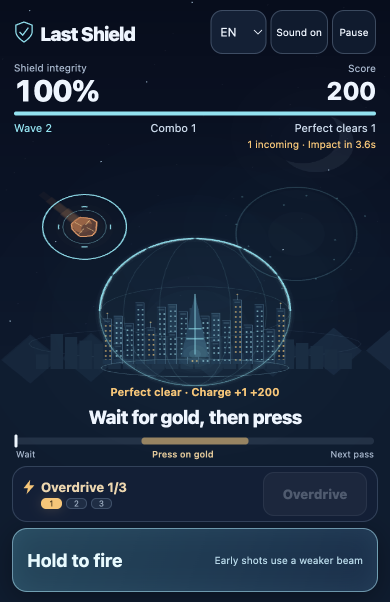 Last Shield
EN
Sound on
Pause
Shield integrity
Score
100%
200
Wave 2
Combo 1
Perfect clears 1
1 incoming · Impact in 3.6s
Perfect clear · Charge +1 +200
Wait for gold, then press
Wait
Press on gold
Next pass
Overdrive 1/3
1 2 3
Overdrive
Hold to fire
Early shots use a weaker beam